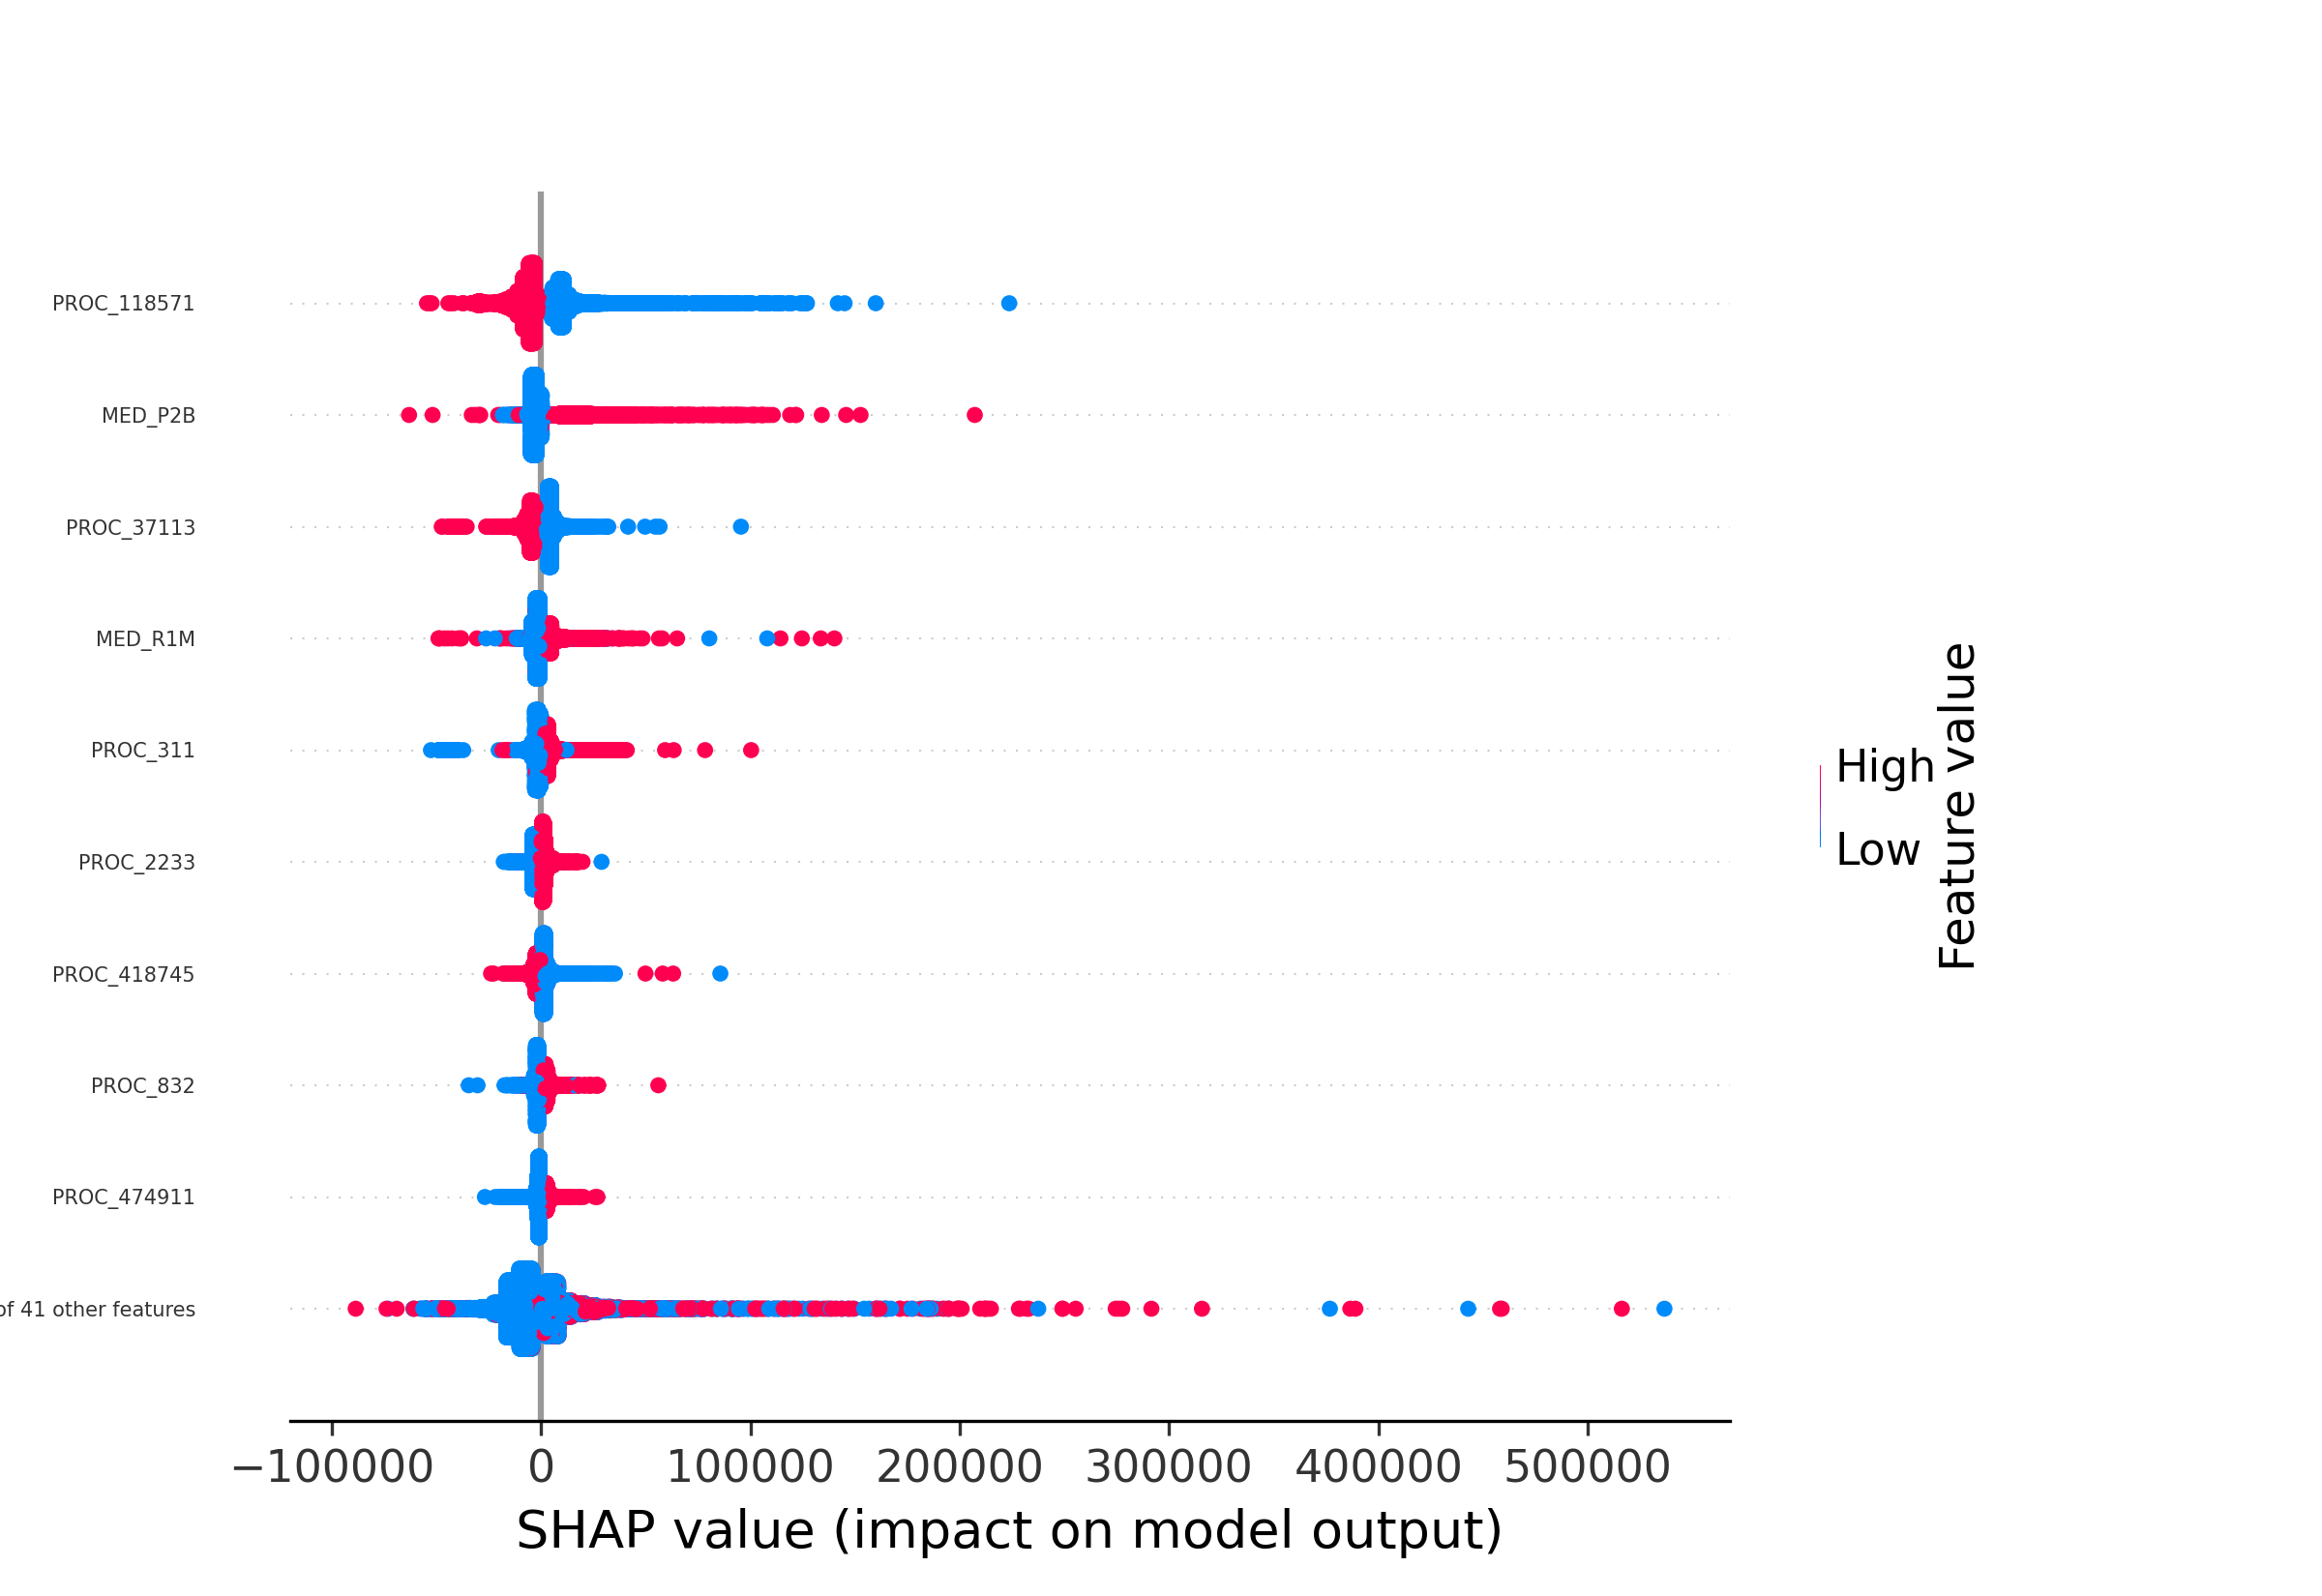 PROC_118571
MED_P2B
PROC_37113
MED_R1M
PROC_311
PROC_2233
PROC_418745
PROC_832
PROC_474911
of 41 other features
−100000 0 100000 200000 300000 400000 500000
SHAP value (impact on model output)
High
Low
Feature value